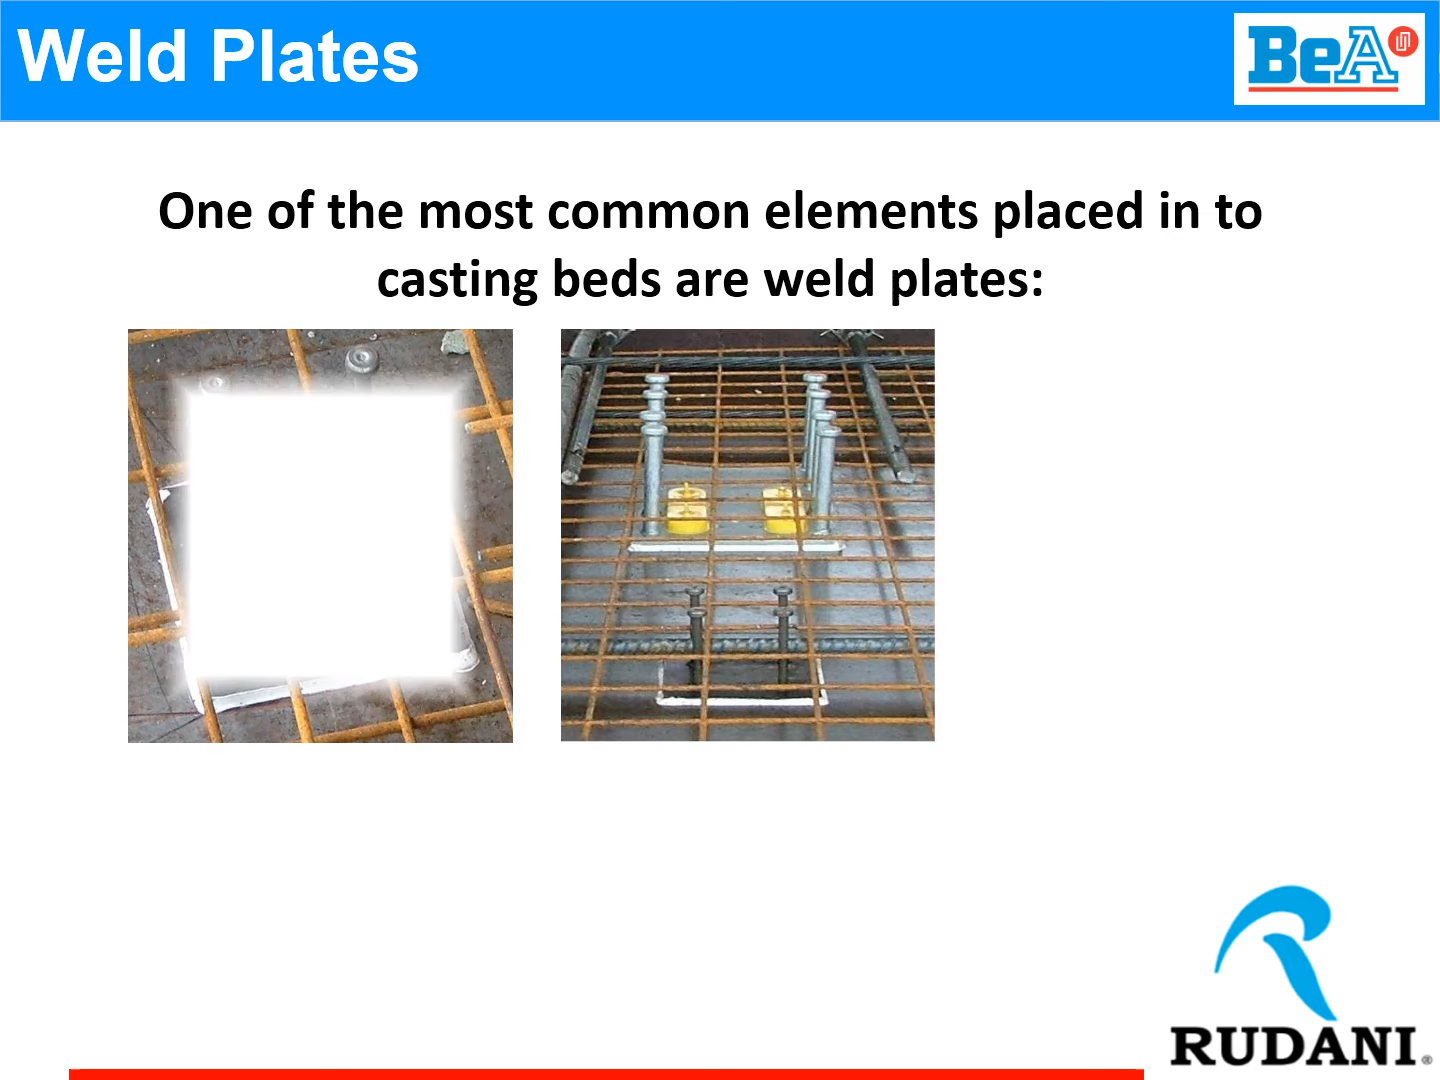 Weld Plates
BeA
One of the most common elements placed in to
casting beds are weld plates:
RUDANI®